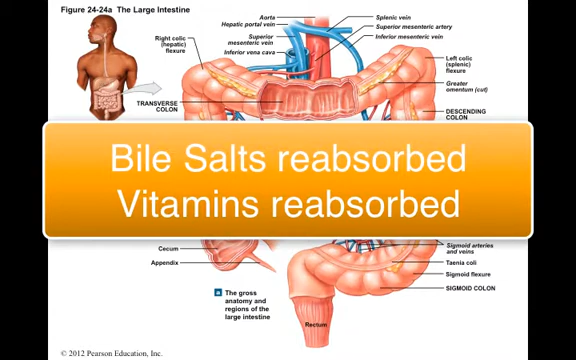 Figure 24-24a The Large Intestine
Aorta
Hepatic portal vein
Superior
mesenteric vein
Inferior vena cava
Splenic vein
Superior mesenteric artery
Inferior mesenteric vein
Right colic
(hepatic)
flexure
Left colic
(splenic)
flexure
Greater
omentum (cut)
TRANSVERSE
COLON
DESCENDING
COLON
Bile Salts reabsorbed
Vitamins reabsorbed
Cecum
Appendix
Sigmoid arteries
and veins
Taenia coli
Sigmoid flexure
SIGMOID COLON
a The gross
anatomy and
regions of the
large intestine
Rectum
© 2012 Pearson Education, Inc.